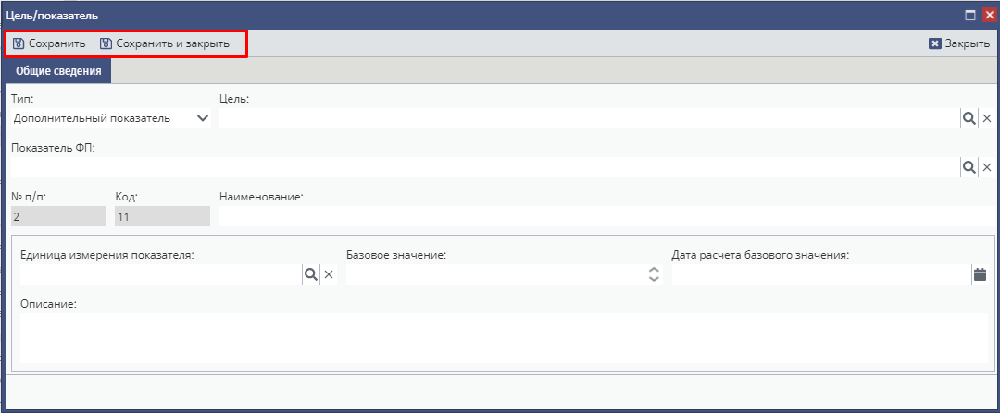 Цель/показатель
Сохранить Сохранить и закрыть Закрыть
Общие сведения
Тип: Цель:
Дополнительный показатель
Показатель ФП:
№ п/п: Код: Наименование:
2 11
Единица измерения показателя: Базовое значение: Дата расчета базового значения:
Описание: